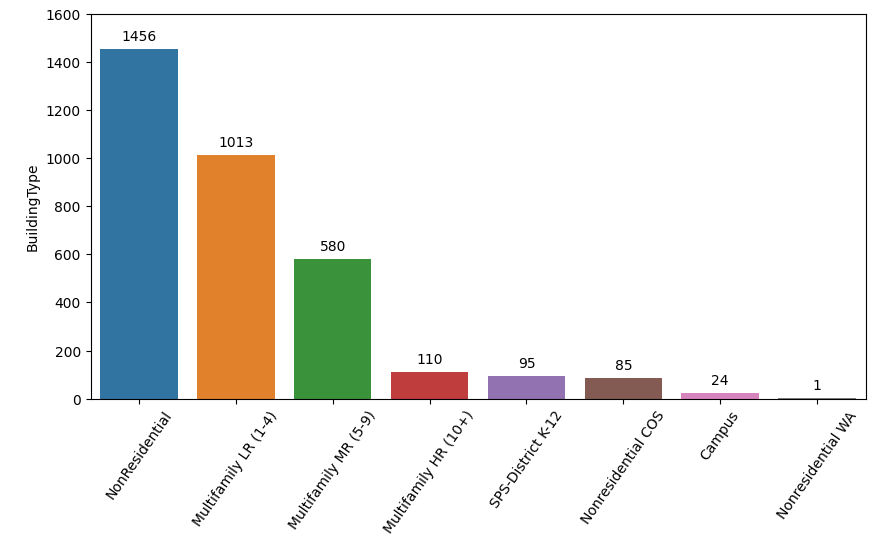 1600
1400
1200
1000
800
600
400
200
0
BuildingType
1456
1013
580
110
95
85
24
1
NonResidential
Multifamily LR (1-4)
Multifamily MR (5-9)
Multifamily HR (10+)
SPS-District K-12
Nonresidential COS
Campus
Nonresidential WA